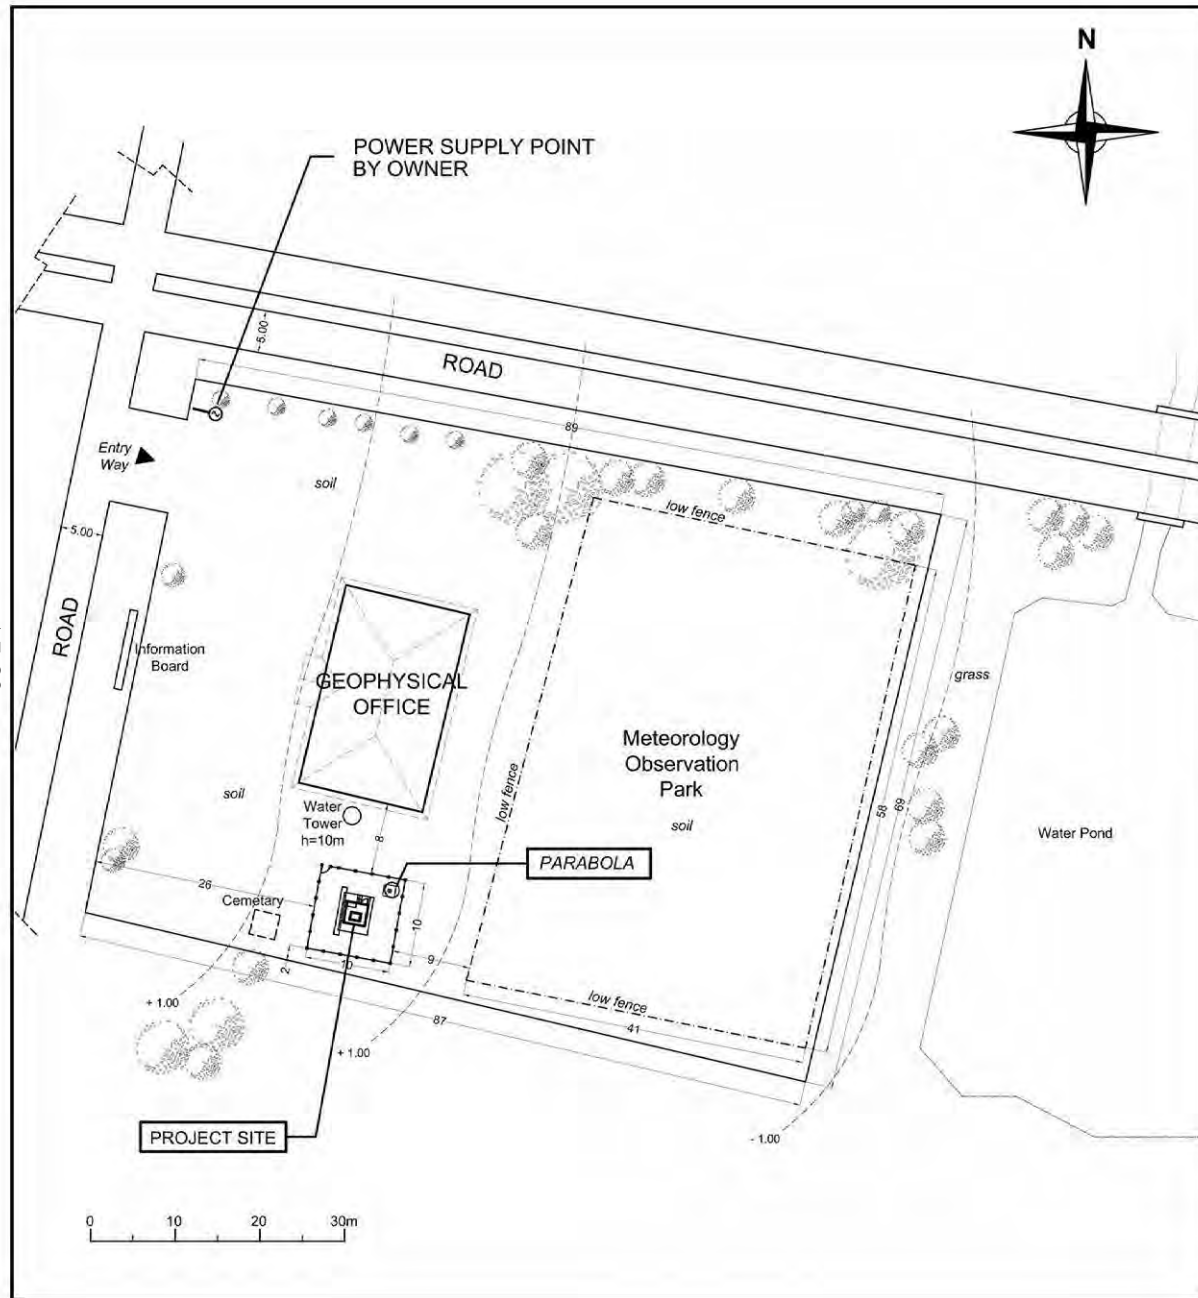 N
POWER SUPPLY POINT
BY OWNER
5.00
ROAD
89
Entry
Way
soil
low fence
5.00
ROAD
Information
Board
GEOPHYSICAL
OFFICE
grass
Meteorology
Observation
Park
soil
low fence
58
69
soil
Water
Tower
h=10m
8
Water Pond
PARABOLA
26
Cemetary
10
10
2
9
low fence
41
+ 1.00
87
+ 1.00
- 1.00
PROJECT SITE
0 10 20 30m